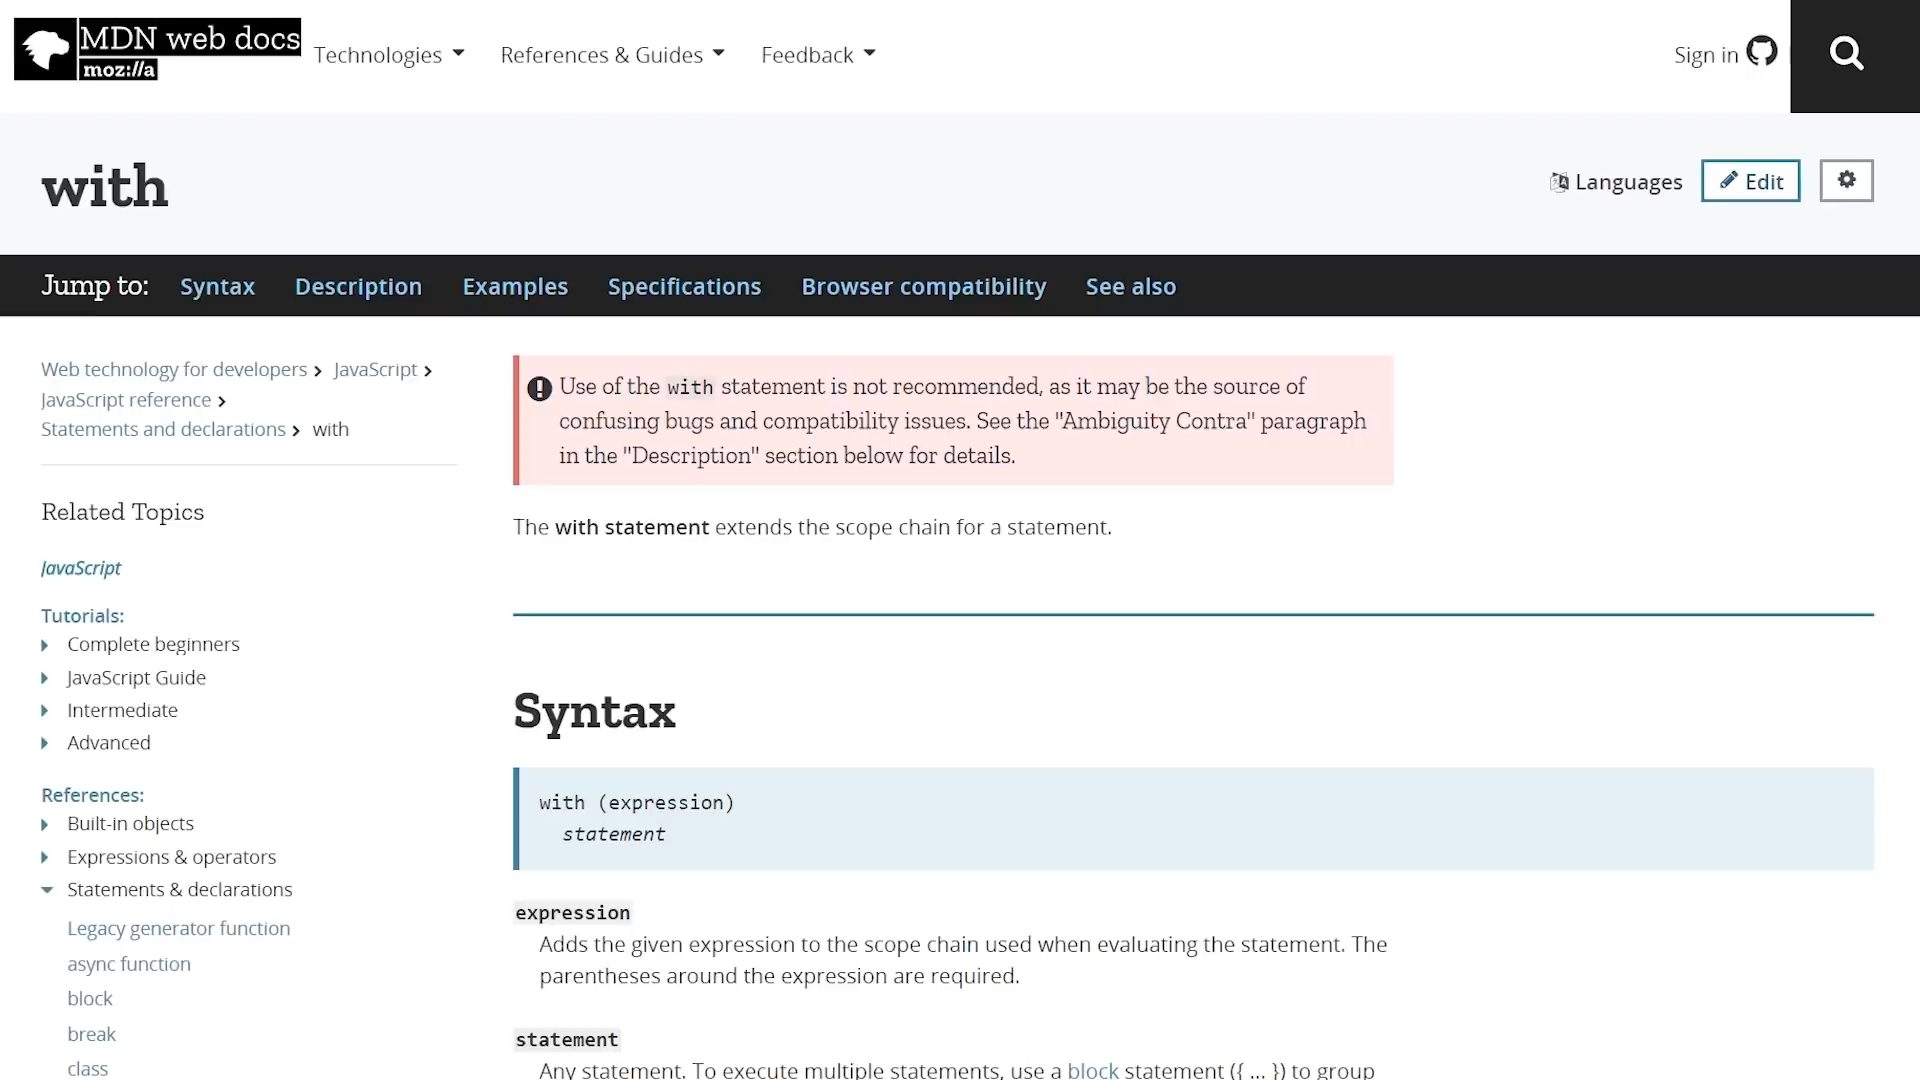 MDN web docs
moz://a
Technologies
References & Guides
Feedback
Sign in
with
Languages
Edit
Jump to:
Syntax
Description
Examples
Specifications
Browser compatibility
See also
Web technology for developers
JavaScript
JavaScript reference
Statements and declarations
with
Related Topics
JavaScript
Tutorials:
Complete beginners
JavaScript Guide
Intermediate
Advanced
References:
Built-in objects
Expressions & operators
Statements & declarations
Legacy generator function
async function
block
break
class
Use of the with statement is not recommended, as it may be the source of
confusing bugs and compatibility issues. See the "Ambiguity Contra" paragraph
in the "Description" section below for details.
The with statement extends the scope chain for a statement.
Syntax
with (expression)
statement
expression
Adds the given expression to the scope chain used when evaluating the statement. The
parentheses around the expression are required.
statement
Any statement. To execute multiple statements, use a block statement ({ ... }) to group